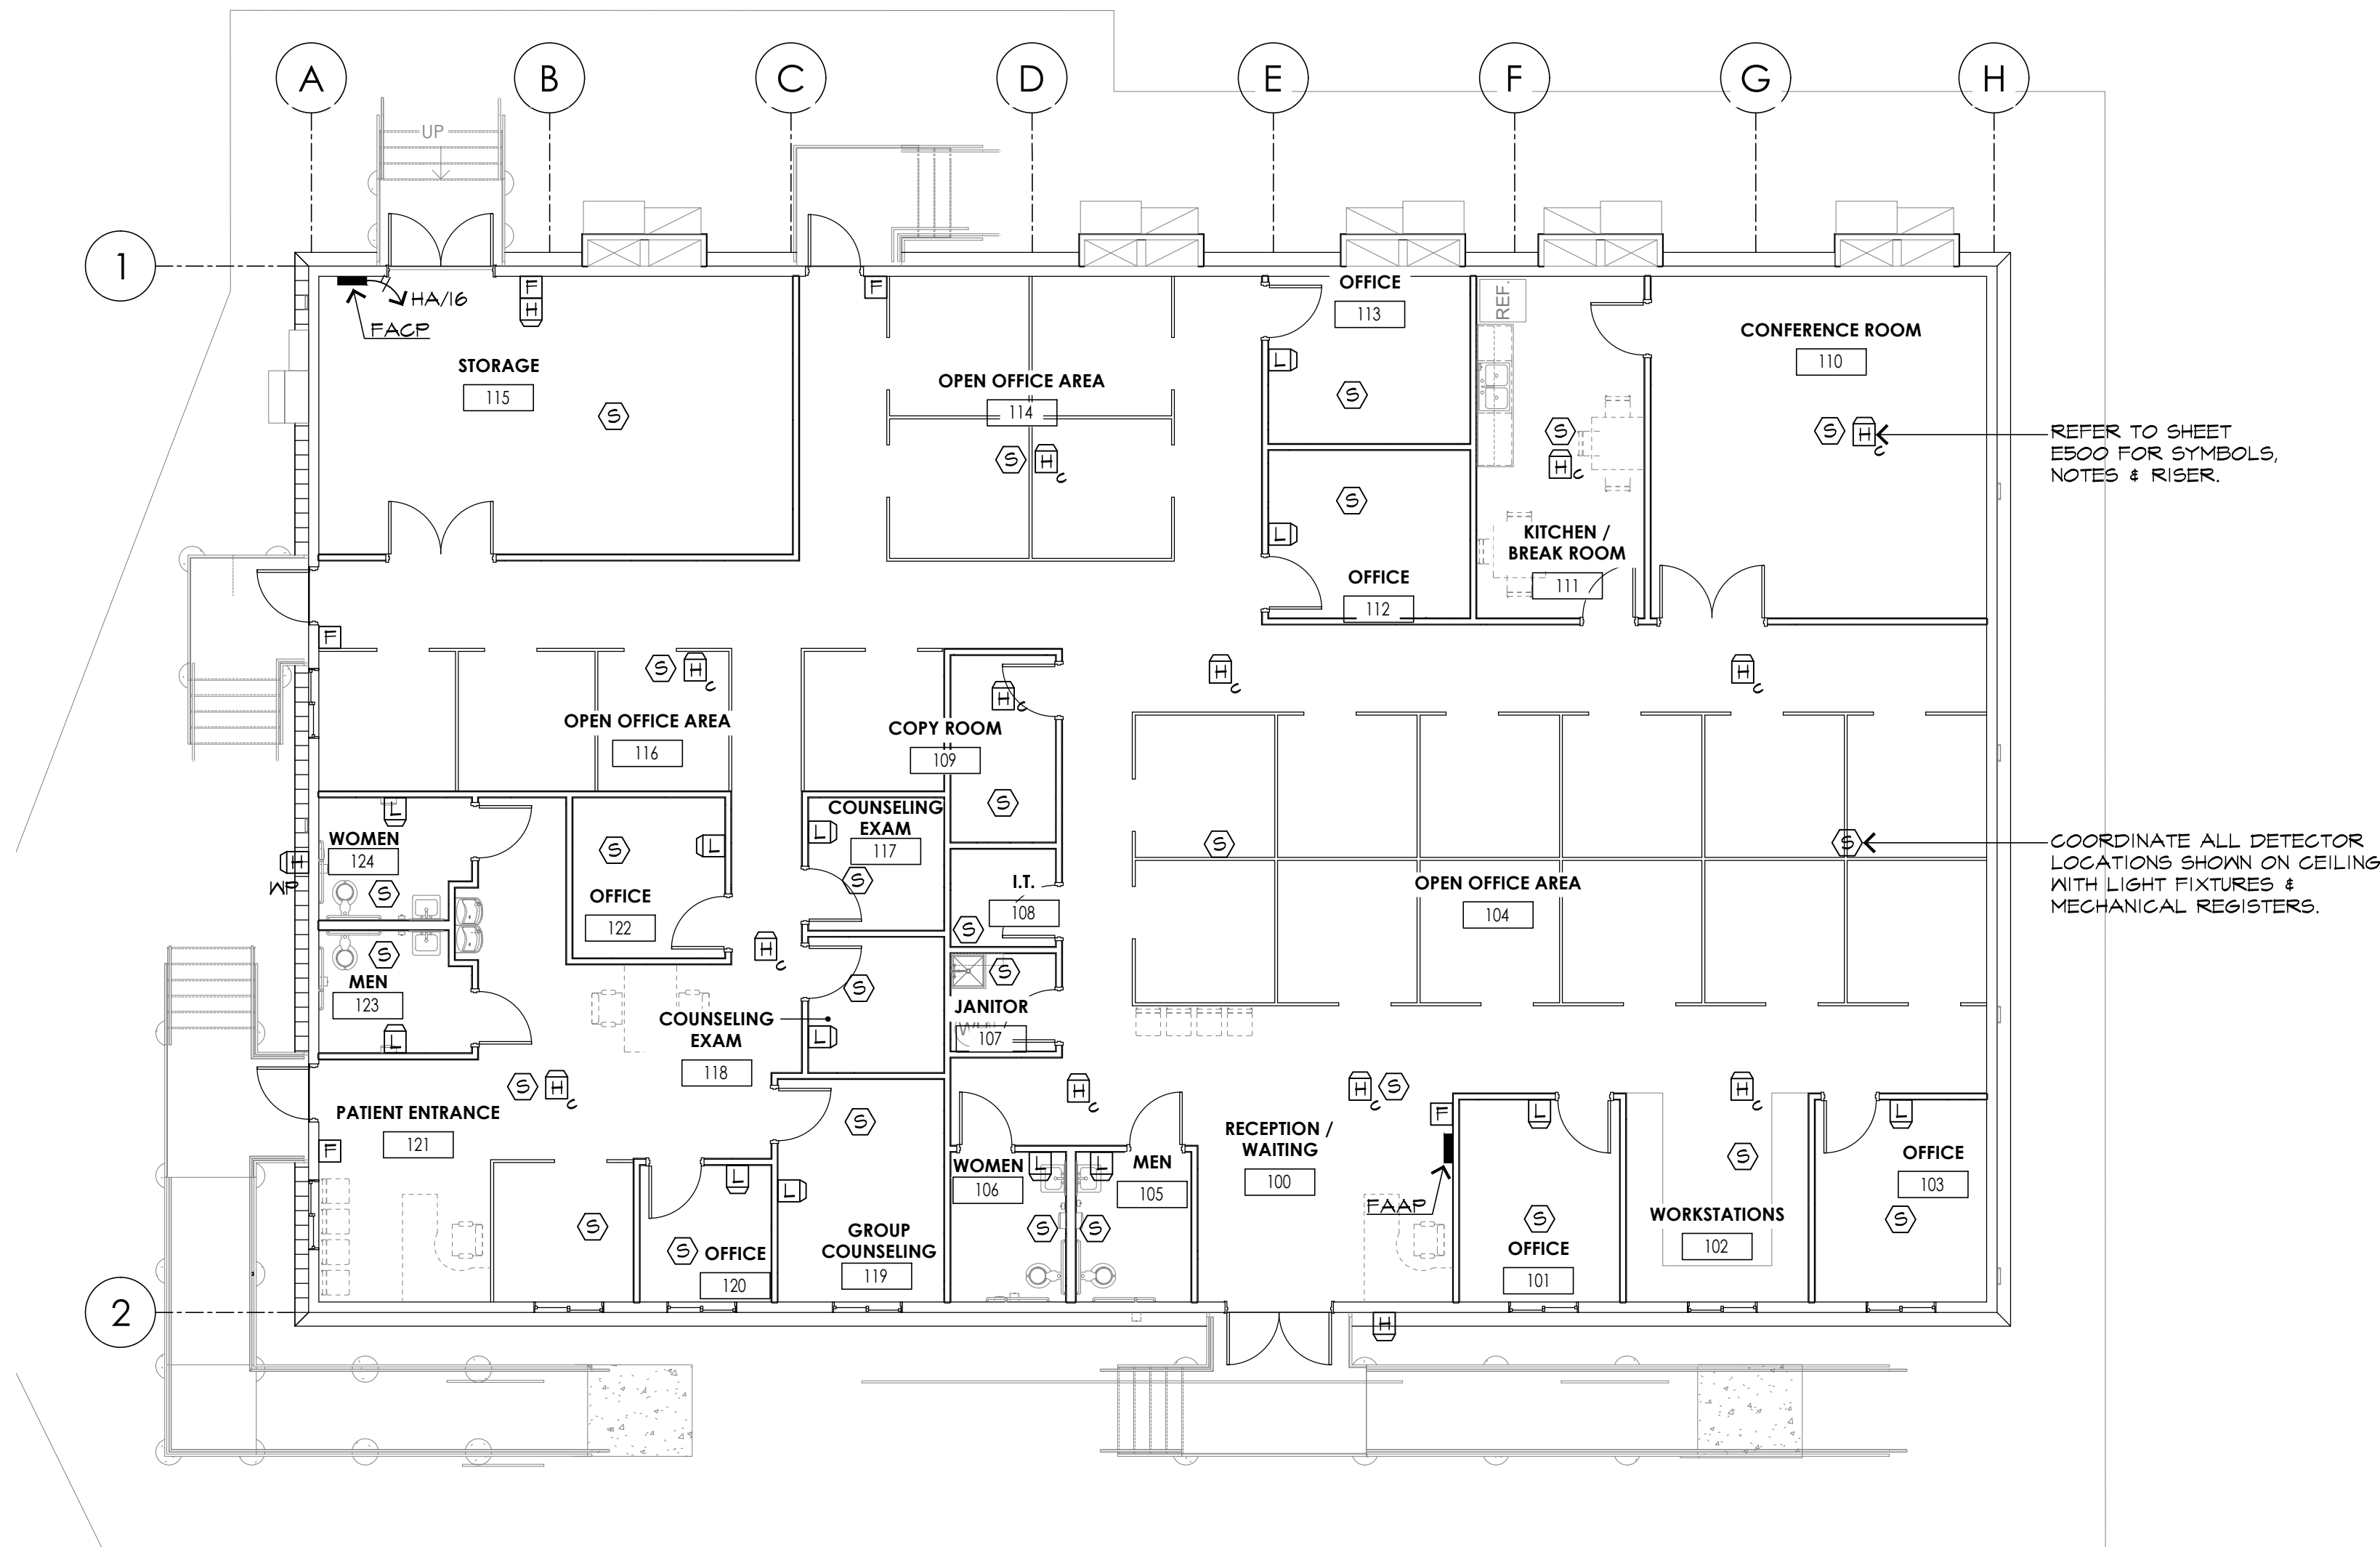 A B C D E F G H
UP
1
HA/16
FACP
F
H
F
STORAGE
115
S
OPEN OFFICE AREA
114
S H C
OFFICE
113
L
S
REF.
CONFERENCE ROOM
110
S H C
REFER TO SHEET
E500 FOR SYMBOLS,
NOTES & RISER.
S
H C
KITCHEN /
BREAK ROOM
111
S
L
OFFICE
112
F
S H C
OPEN OFFICE AREA
116
H C
COPY ROOM
109
S
H C
H C
L
WOMEN
124
S
H
WP
S
MEN
123
L
S
L
OFFICE
122
COUNSELING
EXAM
117
L
S
I.T.
108
S
S
JANITOR
107
S
S
COORDINATE ALL DETECTOR
LOCATIONS SHOWN ON CEILING
WITH LIGHT FIXTURES &
MECHANICAL REGISTERS.
OPEN OFFICE AREA
104
H C
S
COUNSELING
EXAM
118
L
S H C
PATIENT ENTRANCE
121
F
S
L
S
OFFICE
120
S
L
GROUP
COUNSELING
119
H C
WOMEN
106
L
S
L
MEN
105
S
H C S
RECEPTION /
WAITING
100
F
FAAP
L
S
OFFICE
101
H C
S
WORKSTATIONS
102
L
OFFICE
103
S
2
H